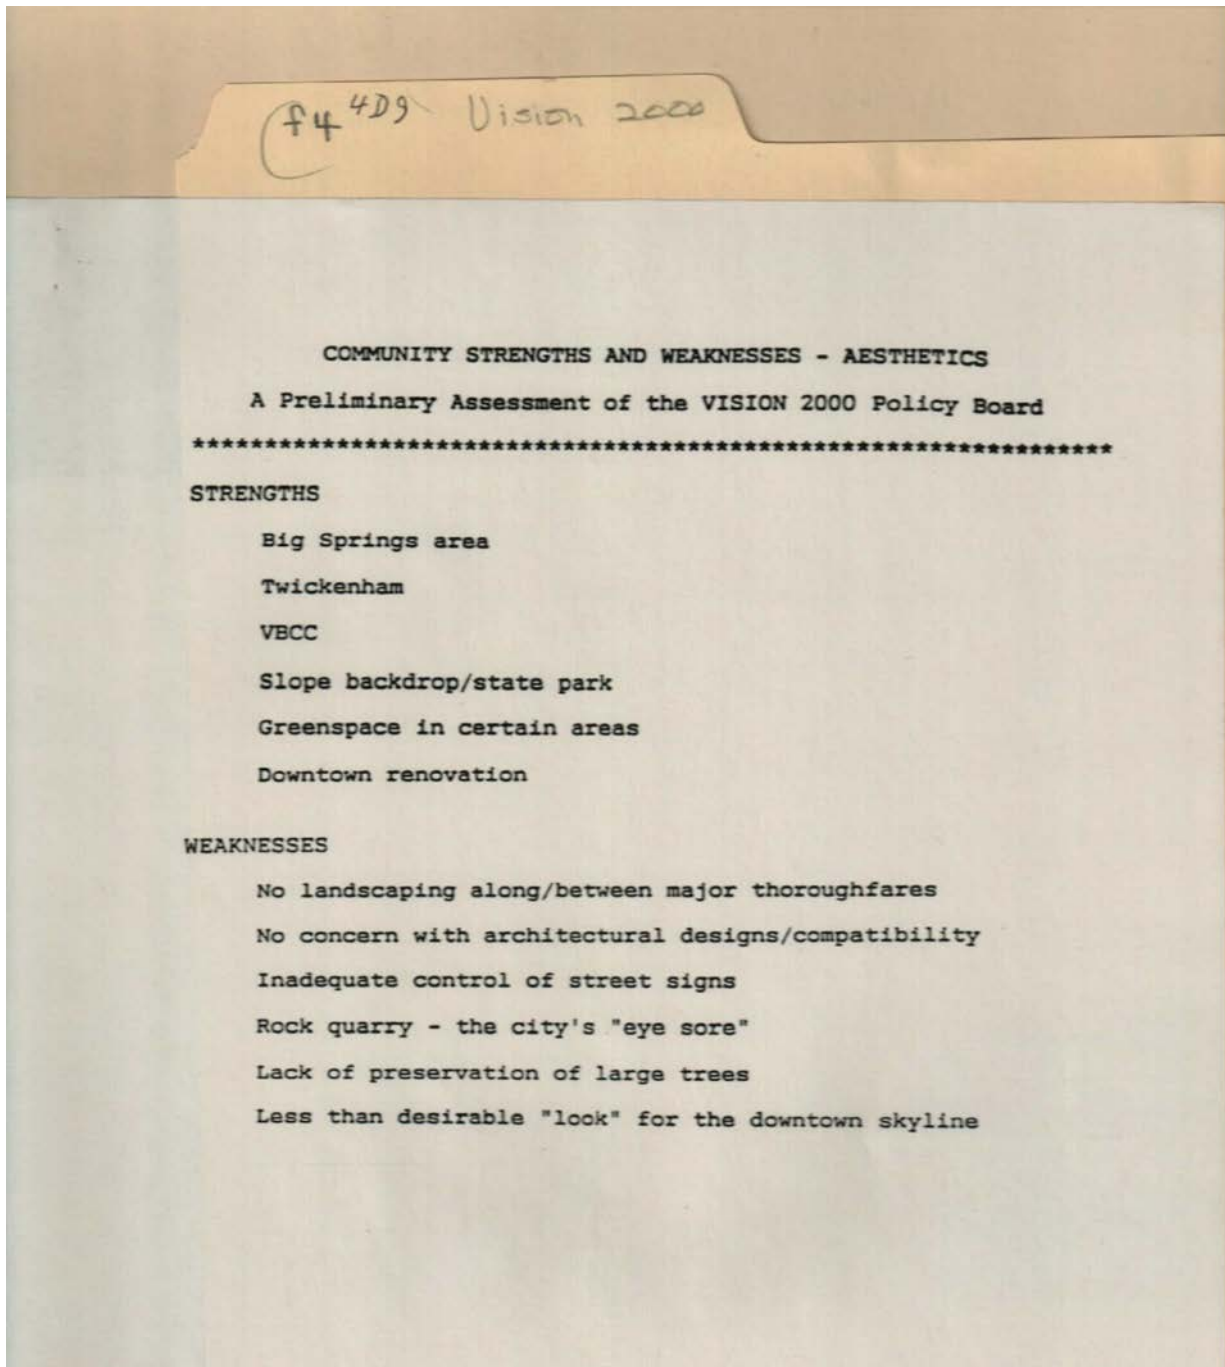 f4 4D9 Vision 2000
COMMUNITY STRENGTHS AND WEAKNESSES - AESTHETICS
A Preliminary Assessment of the VISION 2000 Policy Board
****************************************************************************
STRENGTHS
Big Springs area
Twickenham
VBCC
Slope backdrop/state park
Greenspace in certain areas
Downtown renovation
WEAKNESSES
No landscaping along/between major thoroughfares
No concern with architectural designs/compatibility
Inadequate control of street signs
Rock quarry - the city's "eye sore"
Lack of preservation of large trees
Less than desirable "look" for the downtown skyline